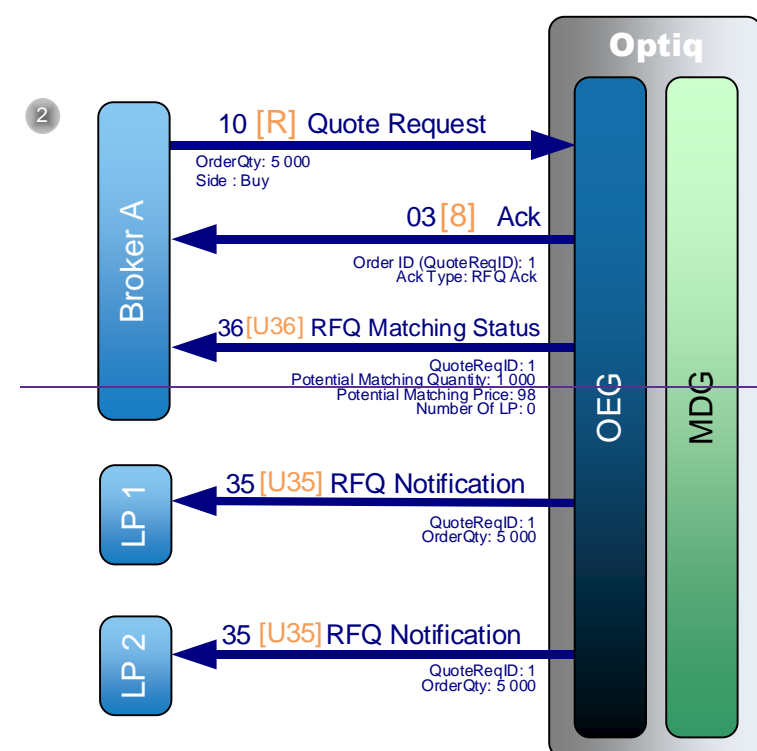 Optiq
2
10 [R] Quote Request
OrderQty: 5 000
Side : Buy
Broker A
03 [8] Ack
Order ID (QuoteReqID): 1
Ack Type: RFQ Ack
36 [U36] RFQ Matching Status
QuoteReqID: 1
Potential Matching Quantity: 1 000
Potential Matching Price: 98
Number Of LP: 0
OEG
MDG
LP 1
35 [U35] RFQ Notification
QuoteReqID: 1
OrderQty: 5 000
LP 2
35 [U35] RFQ Notification
QuoteReqID: 1
OrderQty: 5 000